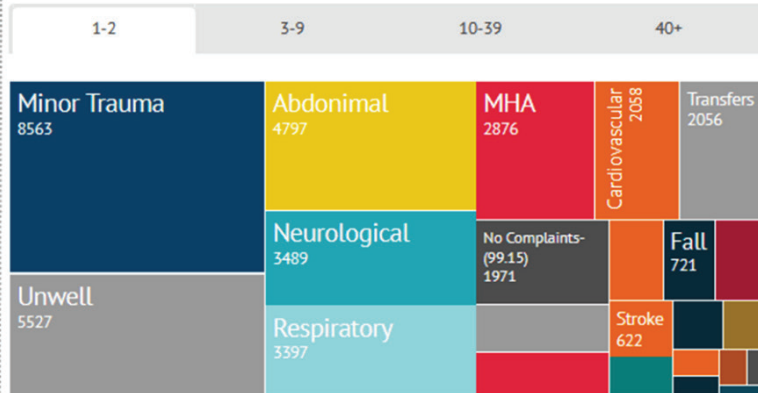 1-2
3-9
10-39
40+
Minor Trauma
8563
Abdonimal
4797
MHA
2876
Cardiovascular
2058
Transfers
2056
Neurological
3489
No Complaints-
(99.15)
1971
Fall
721
Unwell
5527
Respiratory
3397
Stroke
622